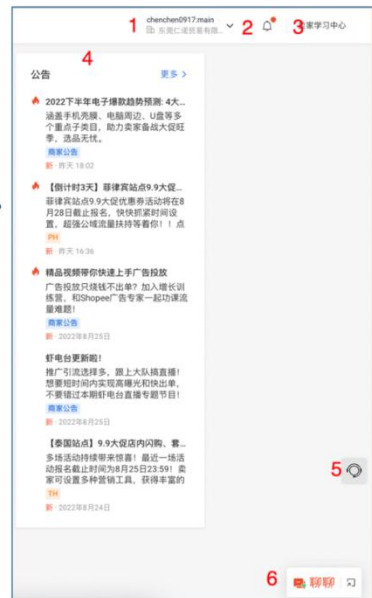 chenchen0917:main
1
东莞仁浧贸易有限...
2
3
家学习中心
4
公告
更多 >
2022下半年电子爆款趋势预测: 4大...
涵盖手机亮膜、电脑周边、U盘等多
个重点子类目，助力卖家备战大促旺
季，选品无忧。
商家公告
新 · 昨天 18:02
【倒计时3天】菲律宾站点9.9大促...
菲律宾站点9.9大促优惠券活动将在8
月28日截止报名，快快抓紧时间设
置，超强公域流量扶持等着你！！点
PH
新 · 昨天 16:36
精品视频带你快速上手广告投放
广告投放只烧钱不出单？加入增长训
练营，和Shopee广告专家一起功课流
量难题！
商家公告
新 · 2022年8月25日
虾电台更新啦！
推广引流选择多，跟上大队搞直播！
想要短时间内实现高曝光和快出单，
不要错过本期虾电台直播专题节目！
商家公告
新 · 2022年8月25日
【泰国站点】9.9大促店内闪购、套...
多场活动持续带来惊喜！最近一场活
动报名截止时间为8月25日23:59！卖
家可设置多种营销工具，获得丰富的
TH
新 · 2022年8月24日
5
6
聊聊